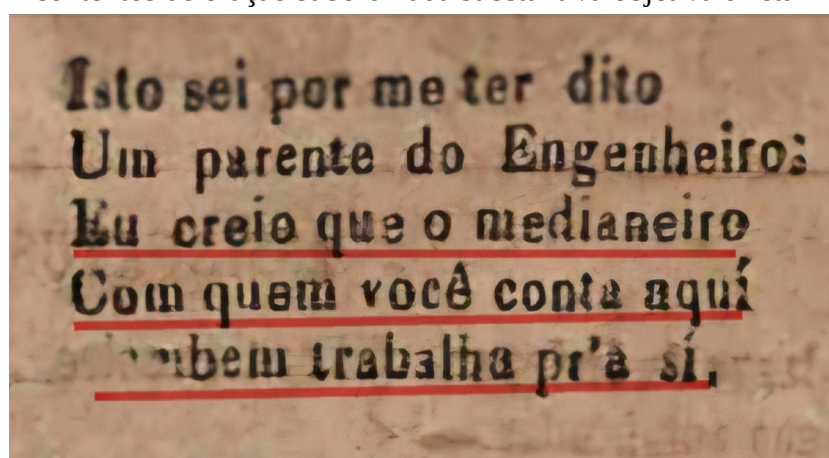 Isto sei por me ter dito
Um parente do Engenheiro;
Eu creio que o medianeiro
Com quem você conta aquí
trabalha pr'a sí,